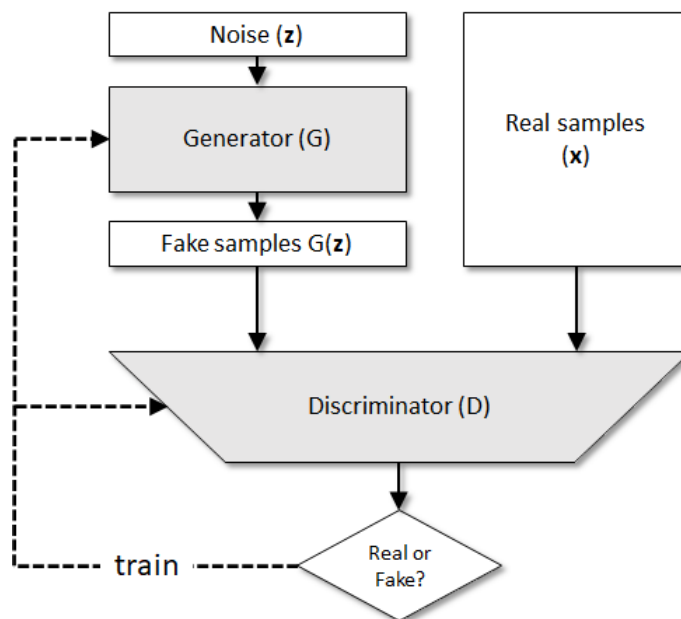 Noise (z)
Generator (G)
Real samples
(x)
Fake samples G(z)
Discriminator (D)
Real or
Fake?
train